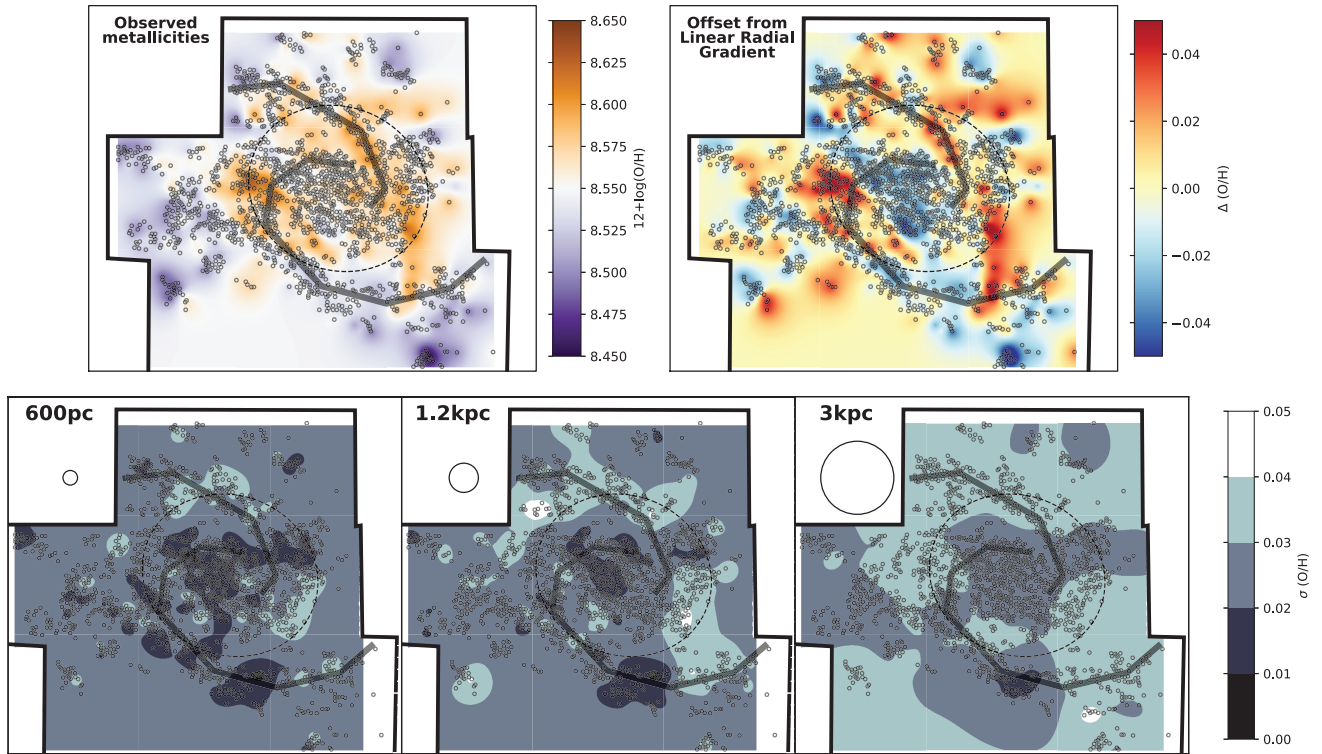 Observed
metallicities
8.650
8.625
8.600
8.575
8.550
8.525
8.500
8.475
8.450
12+log(O/H)
Offset from
Linear Radial
Gradient
0.04
0.02
0.00
−0.02
−0.04
Δ (O/H)
600pc
1.2kpc
3kpc
0.05
0.04
0.03
0.02
0.01
0.00
σ (O/H)